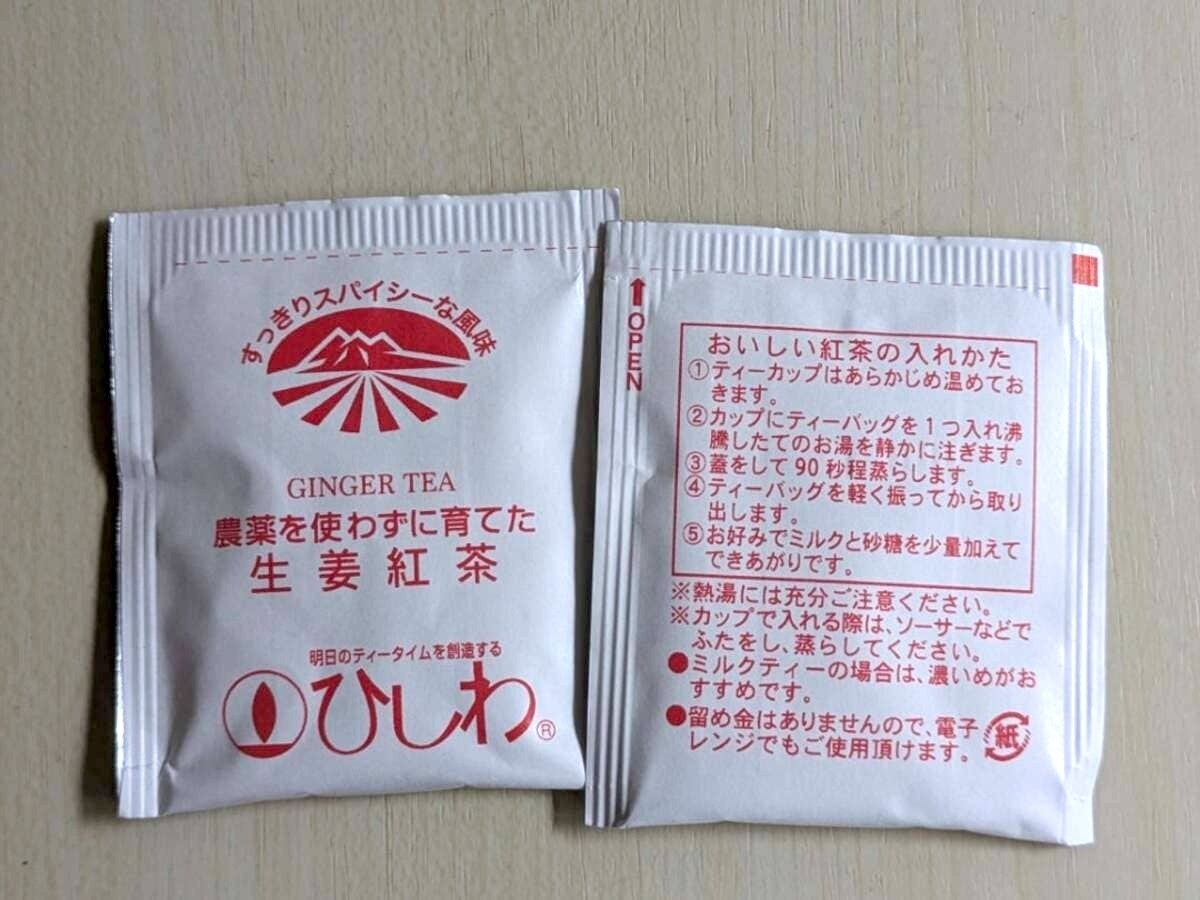 すっきりスパイシーな風味
GINGER TEA
農薬を使わずに育てた
生姜紅茶
明日のティータイムを創造する
ひしわ®
OPEN
おいしい紅茶の入れかた
①ティーカップはあらかじめ温めてお
きます。
②カップにティーバッグを1つ入れ沸
騰したてのお湯を静かに注ぎます。
③蓋をして90秒程蒸らします。
④ティーバッグを軽く振ってから取り
出します。
⑤お好みでミルクと砂糖を少量加えて
できあがりです。
※熱湯には充分ご注意ください。
※カップで入れる際は、ソーサーなどで
ふたをし、蒸らしてください。
●ミルクティーの場合は、濃いめがお
すすめです。
●留め金はありませんので、電子
レンジでもご使用頂けます。
紙